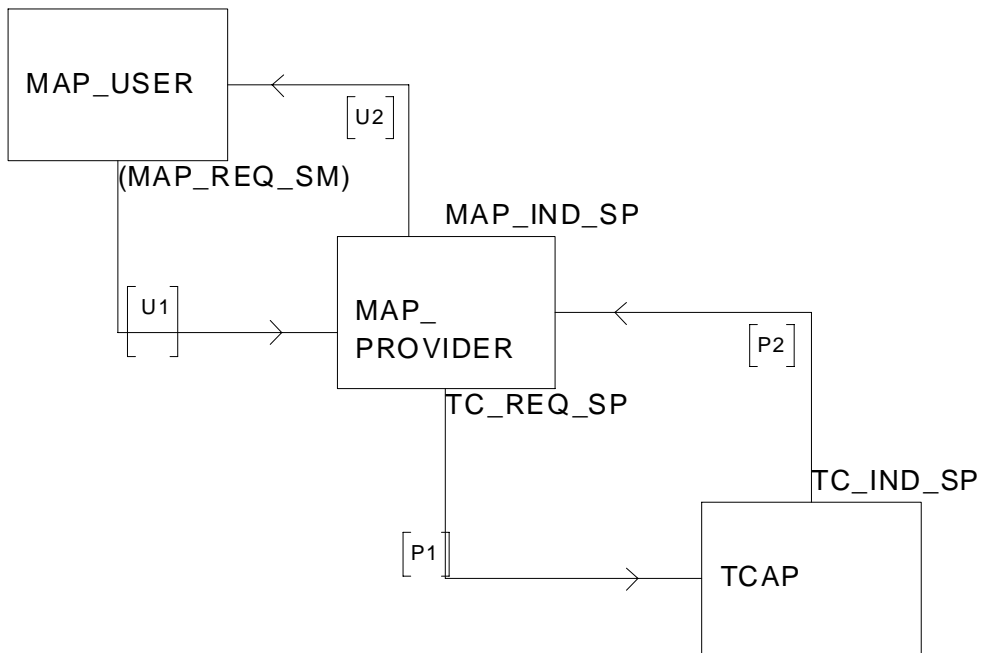 MAP_USER
[U2]
(MAP_REQ_SM)
MAP_IND_SP
[U1]
MAP_
PROVIDER
[P2]
TC_REQ_SP
TC_IND_SP
[P1]
TCAP